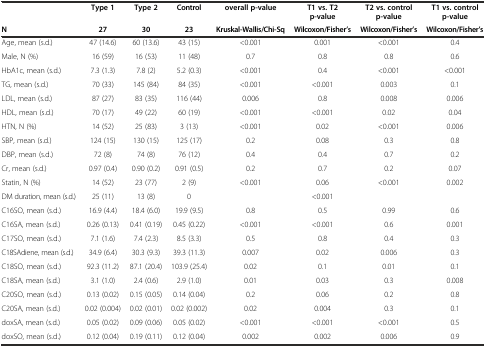 Type 1 Type 2 Control overall p-value T1 vs. T2 p-value T2 vs. control p-value T1 vs. control p-value
N 27 30 23 Kruskal-Wallis/Chi-Sq Wilcoxon/Fisher's Wilcoxon/Fisher's Wilcoxon/Fisher's
Age, mean (s.d.) 47 (14.6) 60 (13.6) 43 (15) <0.001 0.001 <0.001 0.4
Male, N (%) 16 (59) 16 (53) 11 (48) 0.7 0.8 0.8 0.6
HbA1c, mean (s.d.) 7.3 (1.3) 7.8 (2) 5.2 (0.3) <0.001 0.4 <0.001 <0.001
TG, mean (s.d.) 70 (33) 145 (84) 84 (35) <0.001 <0.001 0.003 0.1
LDL, mean (s.d.) 87 (27) 83 (35) 116 (44) 0.006 0.8 0.008 0.006
HDL, mean (s.d.) 70 (17) 49 (22) 60 (19) <0.001 <0.001 0.02 0.04
HTN, N (%) 14 (52) 25 (83) 3 (13) <0.001 0.02 <0.001 0.006
SBP, mean (s.d.) 124 (15) 130 (15) 125 (17) 0.2 0.08 0.3 0.8
DBP, mean (s.d.) 72 (8) 74 (8) 76 (12) 0.4 0.4 0.7 0.2
Cr, mean (s.d.) 0.97 (0.4) 0.90 (0.2) 0.91 (0.5) 0.2 0.7 0.2 0.07
Statin, N (%) 14 (52) 23 (77) 2 (9) <0.001 0.06 <0.001 0.002
DM duration, mean (s.d.) 25 (11) 13 (8) 0 <0.001
C16SO, mean (s.d.) 16.9 (4.4) 18.4 (6.0) 19.9 (9.5) 0.8 0.5 0.99 0.6
C16SA, mean (s.d.) 0.26 (0.13) 0.41 (0.19) 0.45 (0.22) <0.001 <0.001 0.6 0.001
C17SO, mean (s.d.) 7.1 (1.6) 7.4 (2.3) 8.5 (3.3) 0.5 0.8 0.4 0.3
C18SAdiene, mean (s.d.) 34.9 (6.4) 30.3 (9.3) 39.3 (11.3) 0.007 0.02 0.006 0.3
C18SO, mean (s.d.) 92.3 (11.2) 87.1 (20.4) 103.9 (25.4) 0.02 0.1 0.01 0.1
C18SA, mean (s.d.) 3.1 (1.0) 2.4 (0.6) 2.9 (1.0) 0.01 0.03 0.3 0.008
C20SO, mean (s.d.) 0.13 (0.02) 0.15 (0.05) 0.14 (0.04) 0.2 0.06 0.2 0.8
C20SA, mean (s.d.) 0.02 (0.004) 0.02 (0.01) 0.02 (0.002) 0.02 0.004 0.3 0.1
doxSA, mean (s.d.) 0.05 (0.02) 0.09 (0.06) 0.05 (0.02) <0.001 <0.001 <0.001 0.5
doxSO, mean (s.d.) 0.12 (0.04) 0.19 (0.11) 0.12 (0.04) 0.002 0.002 0.006 0.9